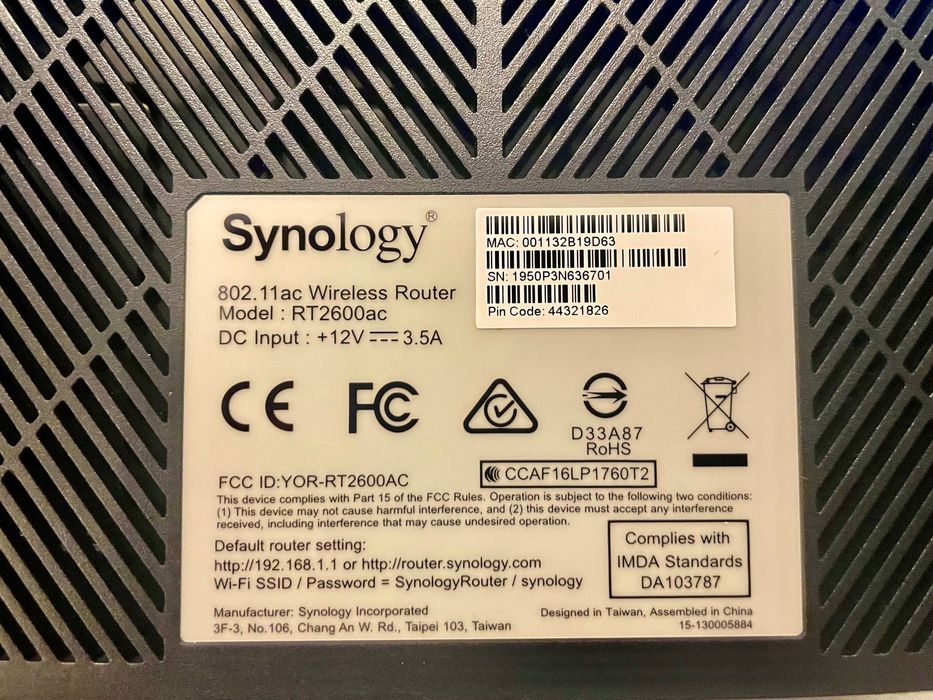 Synology®
802.11ac Wireless Router
Model : RT2600ac
DC Input : +12V ⎓ 3.5A
MAC: 001132B19D63
SN: 1950P3N636701
Pin Code: 44321826
CE
FC
D33A87
RoHS
FCC ID:YOR-RT2600AC
CCAF16LP1760T2
This device complies with Part 15 of the FCC Rules. Operation is subject to the following two conditions:
(1) This device may not cause harmful interference, and (2) this device must accept any interference
received, including interference that may cause undesired operation.
Default router setting:
http://192.168.1.1 or http://router.synology.com
Wi-Fi SSID / Password = SynologyRouter / synology
Complies with
IMDA Standards
DA103787
Manufacturer: Synology Incorporated
3F-3, No.106, Chang An W. Rd., Taipei 103, Taiwan
Designed in Taiwan, Assembled in China
15-130005884